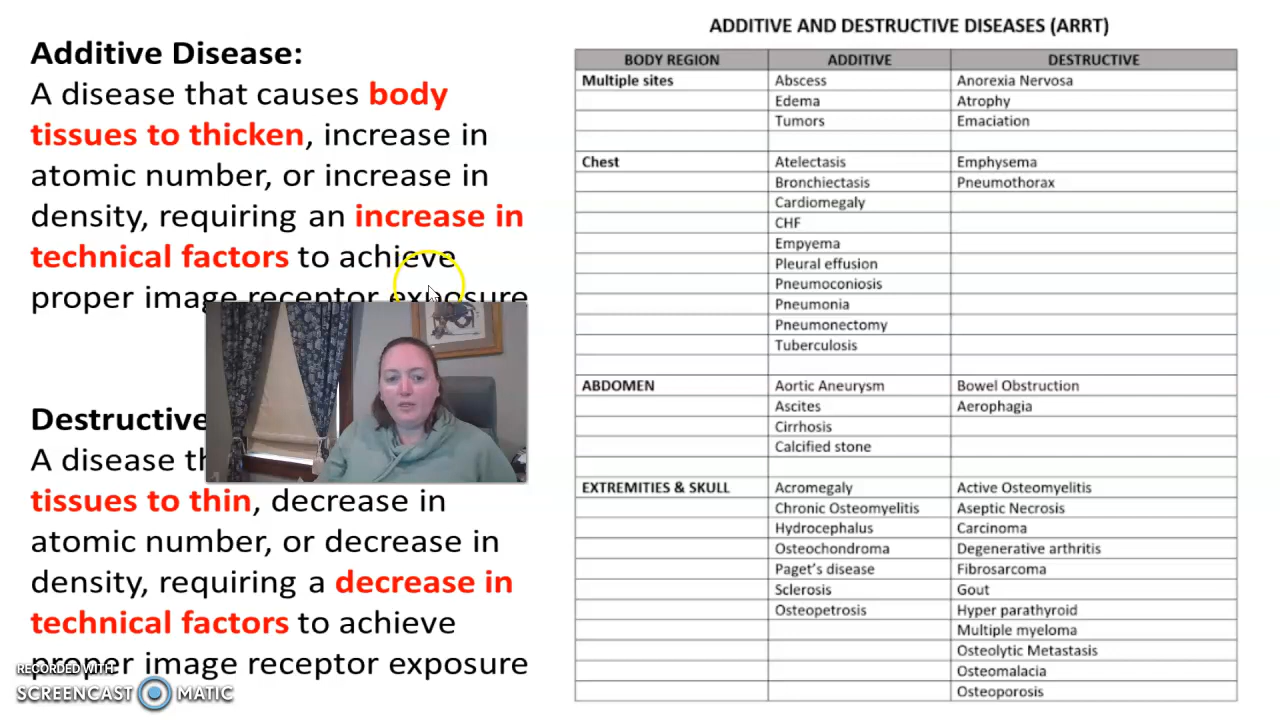 Additive Disease:
A disease that causes body
tissues to thicken, increase in
atomic number, or increase in
density, requiring an increase in
technical factors to achieve
proper image receptor exposure
Destructive
A disease
tissues to thin, decrease in
atomic number, or decrease in
density, requiring a decrease in
technical factors to achieve
proper image receptor exposure
RECORDED WITH
SCREENCAST MATIC
ADDITIVE AND DESTRUCTIVE DISEASES (ARRT)
BODY REGION ADDITIVE DESTRUCTIVE
Multiple sites Abscess Anorexia Nervosa
Edema Atrophy
Tumors Emaciation
Chest Atelectasis Emphysema
Bronchiectasis Pneumothorax
Cardiomegaly
CHF
Empyema
Pleural effusion
Pneumoconiosis
Pneumonia
Pneumonectomy
Tuberculosis
ABDOMEN Aortic Aneurysm Bowel Obstruction
Ascites Aerophagia
Cirrhosis
Calcified stone
EXTREMITIES & SKULL Acromegaly Active Osteomyelitis
Chronic Osteomyelitis Aseptic Necrosis
Hydrocephalus Carcinoma
Osteochondroma Degenerative arthritis
Paget's disease Fibrosarcoma
Sclerosis Gout
Osteopetrosis Hyper parathyroid
Multiple myeloma
Osteolytic Metastasis
Osteomalacia
Osteoporosis